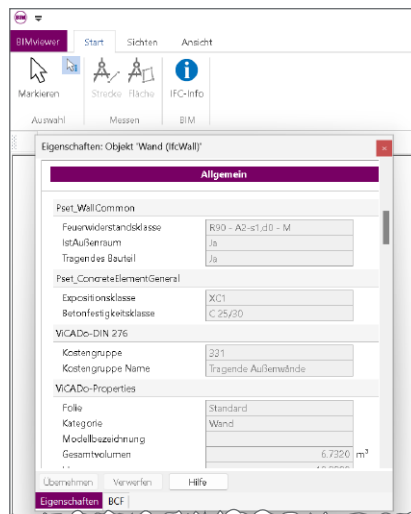 BIM
BIMviewer Start Sichten Ansicht
Markieren Strecke Fläche IFC-Info
Auswahl Messen BIM
Eigenschaften: Objekt 'Wand (IfcWall)'
Allgemein
Pset_WallCommon
Feuerwiderstandsklasse R90 - A2-s1,d0 - M
IstAußenraum Ja
Tragendes Bauteil Ja
Pset_ConcreteElementGeneral
Expositionsklasse XC1
Betonfestigkeitsklasse C 25/30
ViCADo-DIN 276
Kostengruppe 331
Kostengruppe Name Tragende Außenwände
ViCADo-Properties
Folie Standard
Kategorie Wand
Modellbezeichnung
Gesamtvolumen 6.7320 m³
Übernehmen Verwerfen Hilfe
Eigenschaften BCF